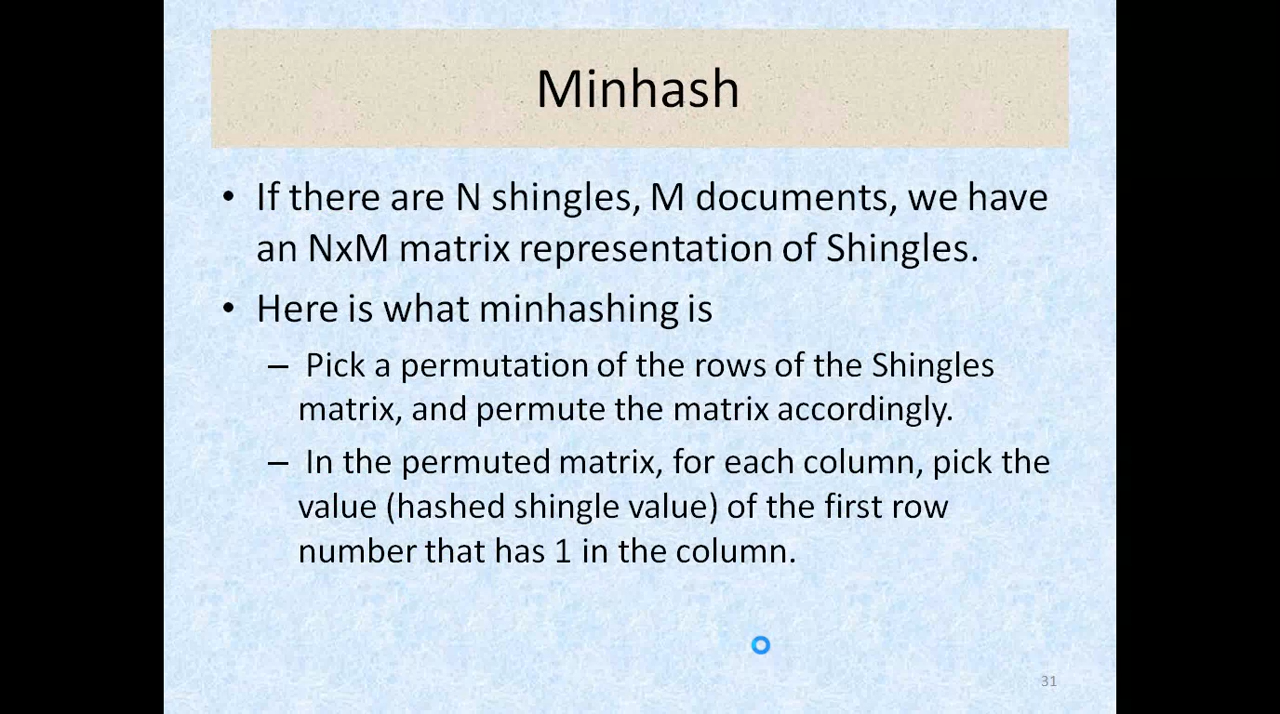 Minhash
• If there are N shingles, M documents, we have
an NxM matrix representation of Shingles.
• Here is what minhashing is
– Pick a permutation of the rows of the Shingles
matrix, and permute the matrix accordingly.
– In the permuted matrix, for each column, pick the
value (hashed shingle value) of the first row
number that has 1 in the column.
31